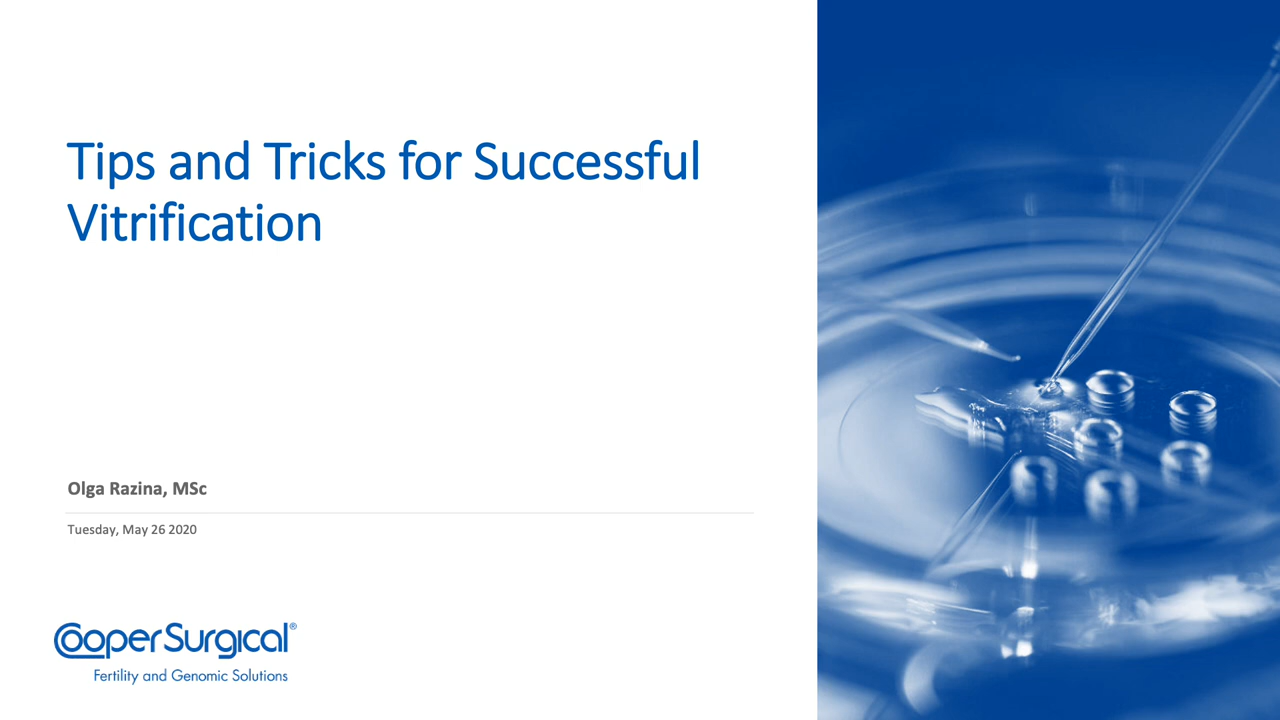 Tips and Tricks for Successful
Vitrification
Olga Razina, MSc
Tuesday, May 26 2020
CooperSurgical®
Fertility and Genomic Solutions